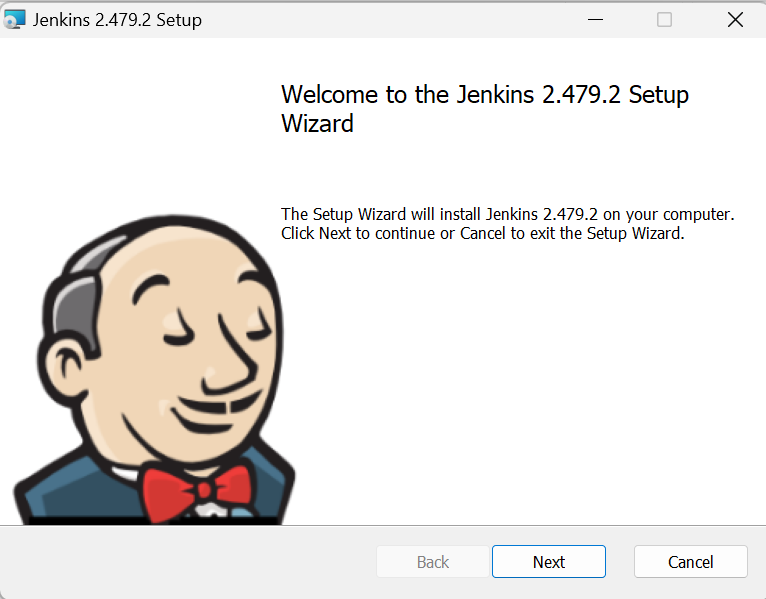 Jenkins 2.479.2 Setup
Welcome to the Jenkins 2.479.2 Setup
Wizard
The Setup Wizard will install Jenkins 2.479.2 on your computer.
Click Next to continue or Cancel to exit the Setup Wizard.
Back
Next
Cancel